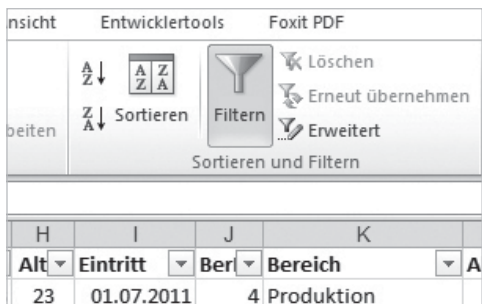 nsicht Entwicklertools Foxit PDF
A Z Löschen
A Z Z A Erneut übernehmen
Z A Sortieren Filtern Erweitert
beiten
Sortieren und Filtern
H I J K
Alt Eintritt Ber Bereich A
23 01.07.2011 4 Produktion